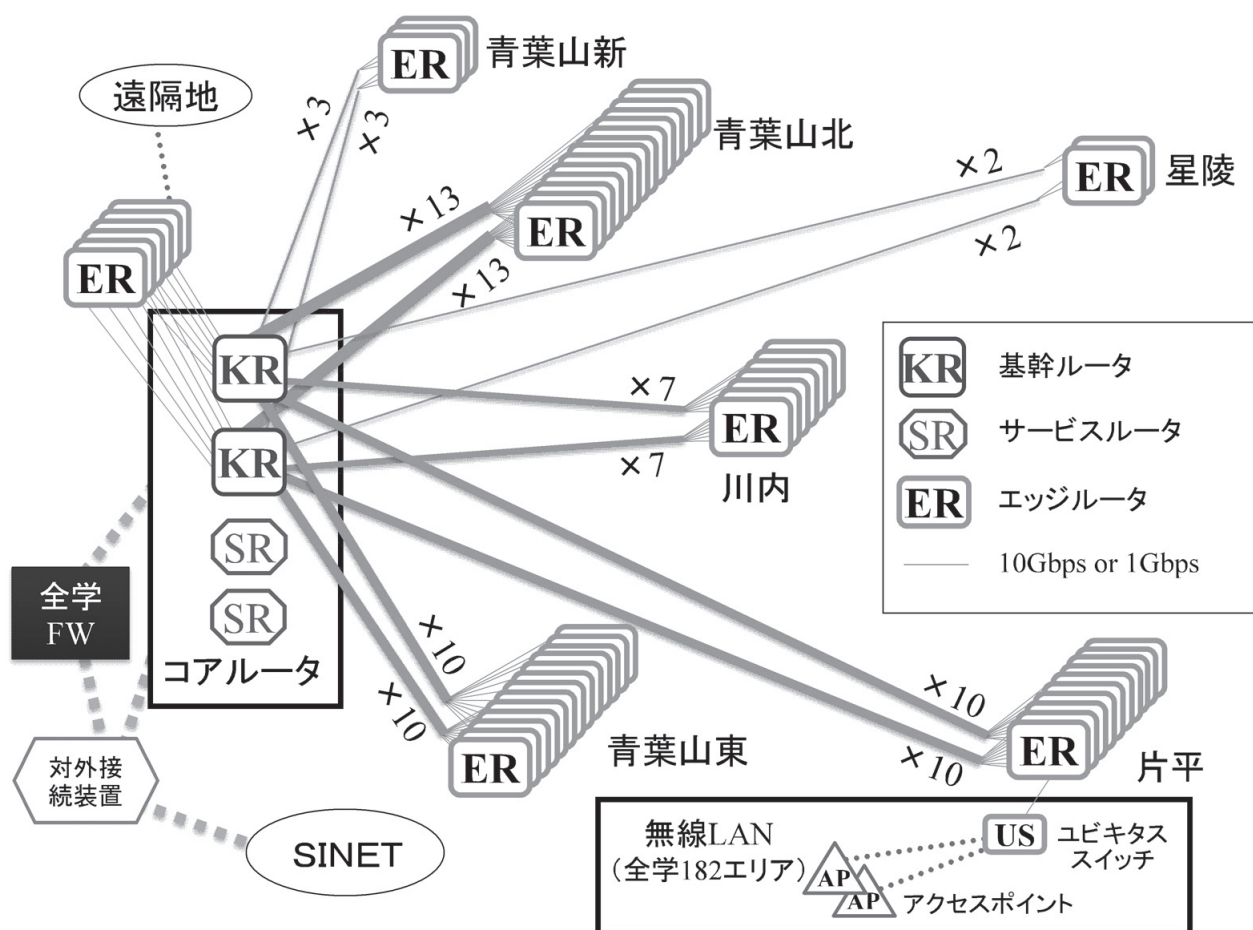 ER
青葉山新
遠隔地
×3
×3
青葉山北
ER
×13
×13
×2
×2
ER
星陵
ER
KR
KR
×7
×7
ER
川内
KR
基幹ルータ
SR
サービスルータ
ER
エッジルータ
10Gbps or 1Gbps
SR
SR
コアルータ
全学
FW
×10
×10
ER
青葉山東
×10
×10
ER
片平
対外接
続装置
SINET
無線LAN
(全学182エリア)
AP
AP
アクセスポイント
US
ユビキタス
スイッチ